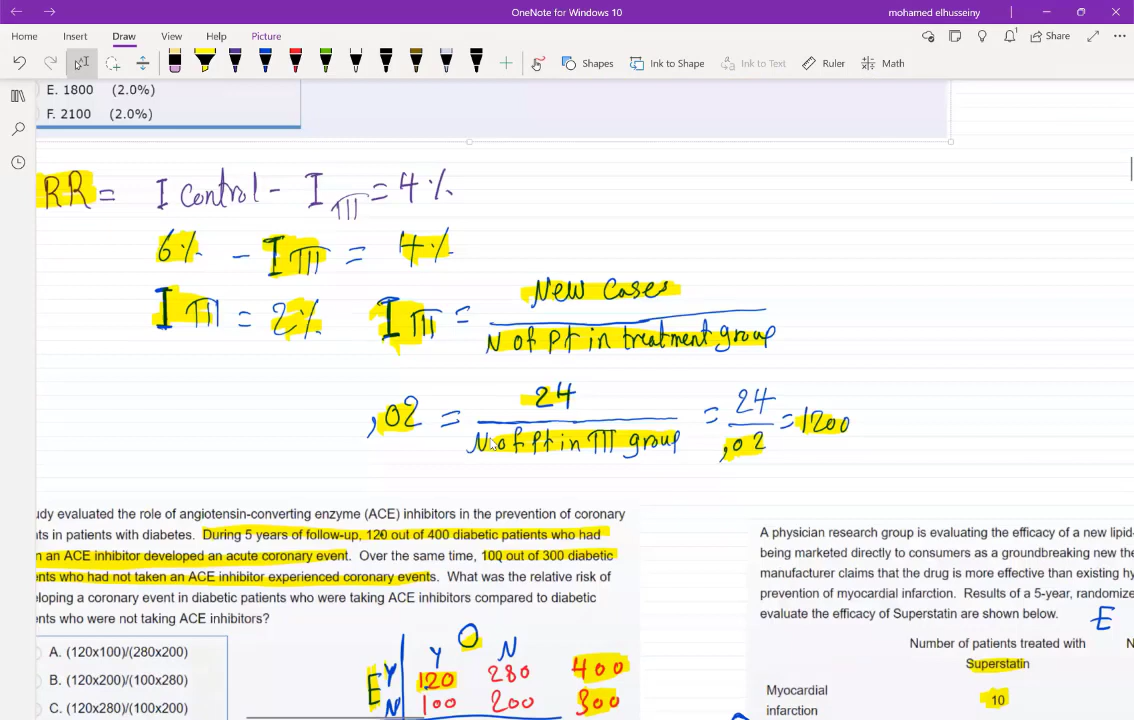 OneNote for Windows 10
mohamed elhusseiny
Home Insert Draw View Help Picture
Share
Shapes Ink to Shape Ink to Text Ruler Math
E. 1800 (2.0%)
F. 2100 (2.0%)
RR = I Control - I TTT = 4 %
6 % - I TTT = 4 %
I TTT = 2 % I TTT = New Cases
N of Pt in treatment group
,02 = 24 = 24 = 1200
N of Pt in TTT group ,02
udy evaluated the role of angiotensin-converting enzyme (ACE) inhibitors in the prevention of coronary
ts in patients with diabetes. During 5 years of follow-up, 120 out of 400 diabetic patients who had
n an ACE inhibitor developed an acute coronary event. Over the same time, 100 out of 300 diabetic
ents who had not taken an ACE inhibitor experienced coronary events. What was the relative risk of
loping a coronary event in diabetic patients who were taking ACE inhibitors compared to diabetic
ents who were not taking ACE inhibitors?
A. (120x100)/(280x200)
B. (120x200)/(100x280)
C. (120x280)/(100x200)
O
Y N
E Y 120 280 400
N 100 200 300
A physician research group is evaluating the efficacy of a new lipid-
being marketed directly to consumers as a groundbreaking new the
manufacturer claims that the drug is more effective than existing hy
prevention of myocardial infarction. Results of a 5-year, randomize
evaluate the efficacy of Superstatin are shown below.
E
Number of patients treated with N
Superstatin
Myocardial
infarction
10